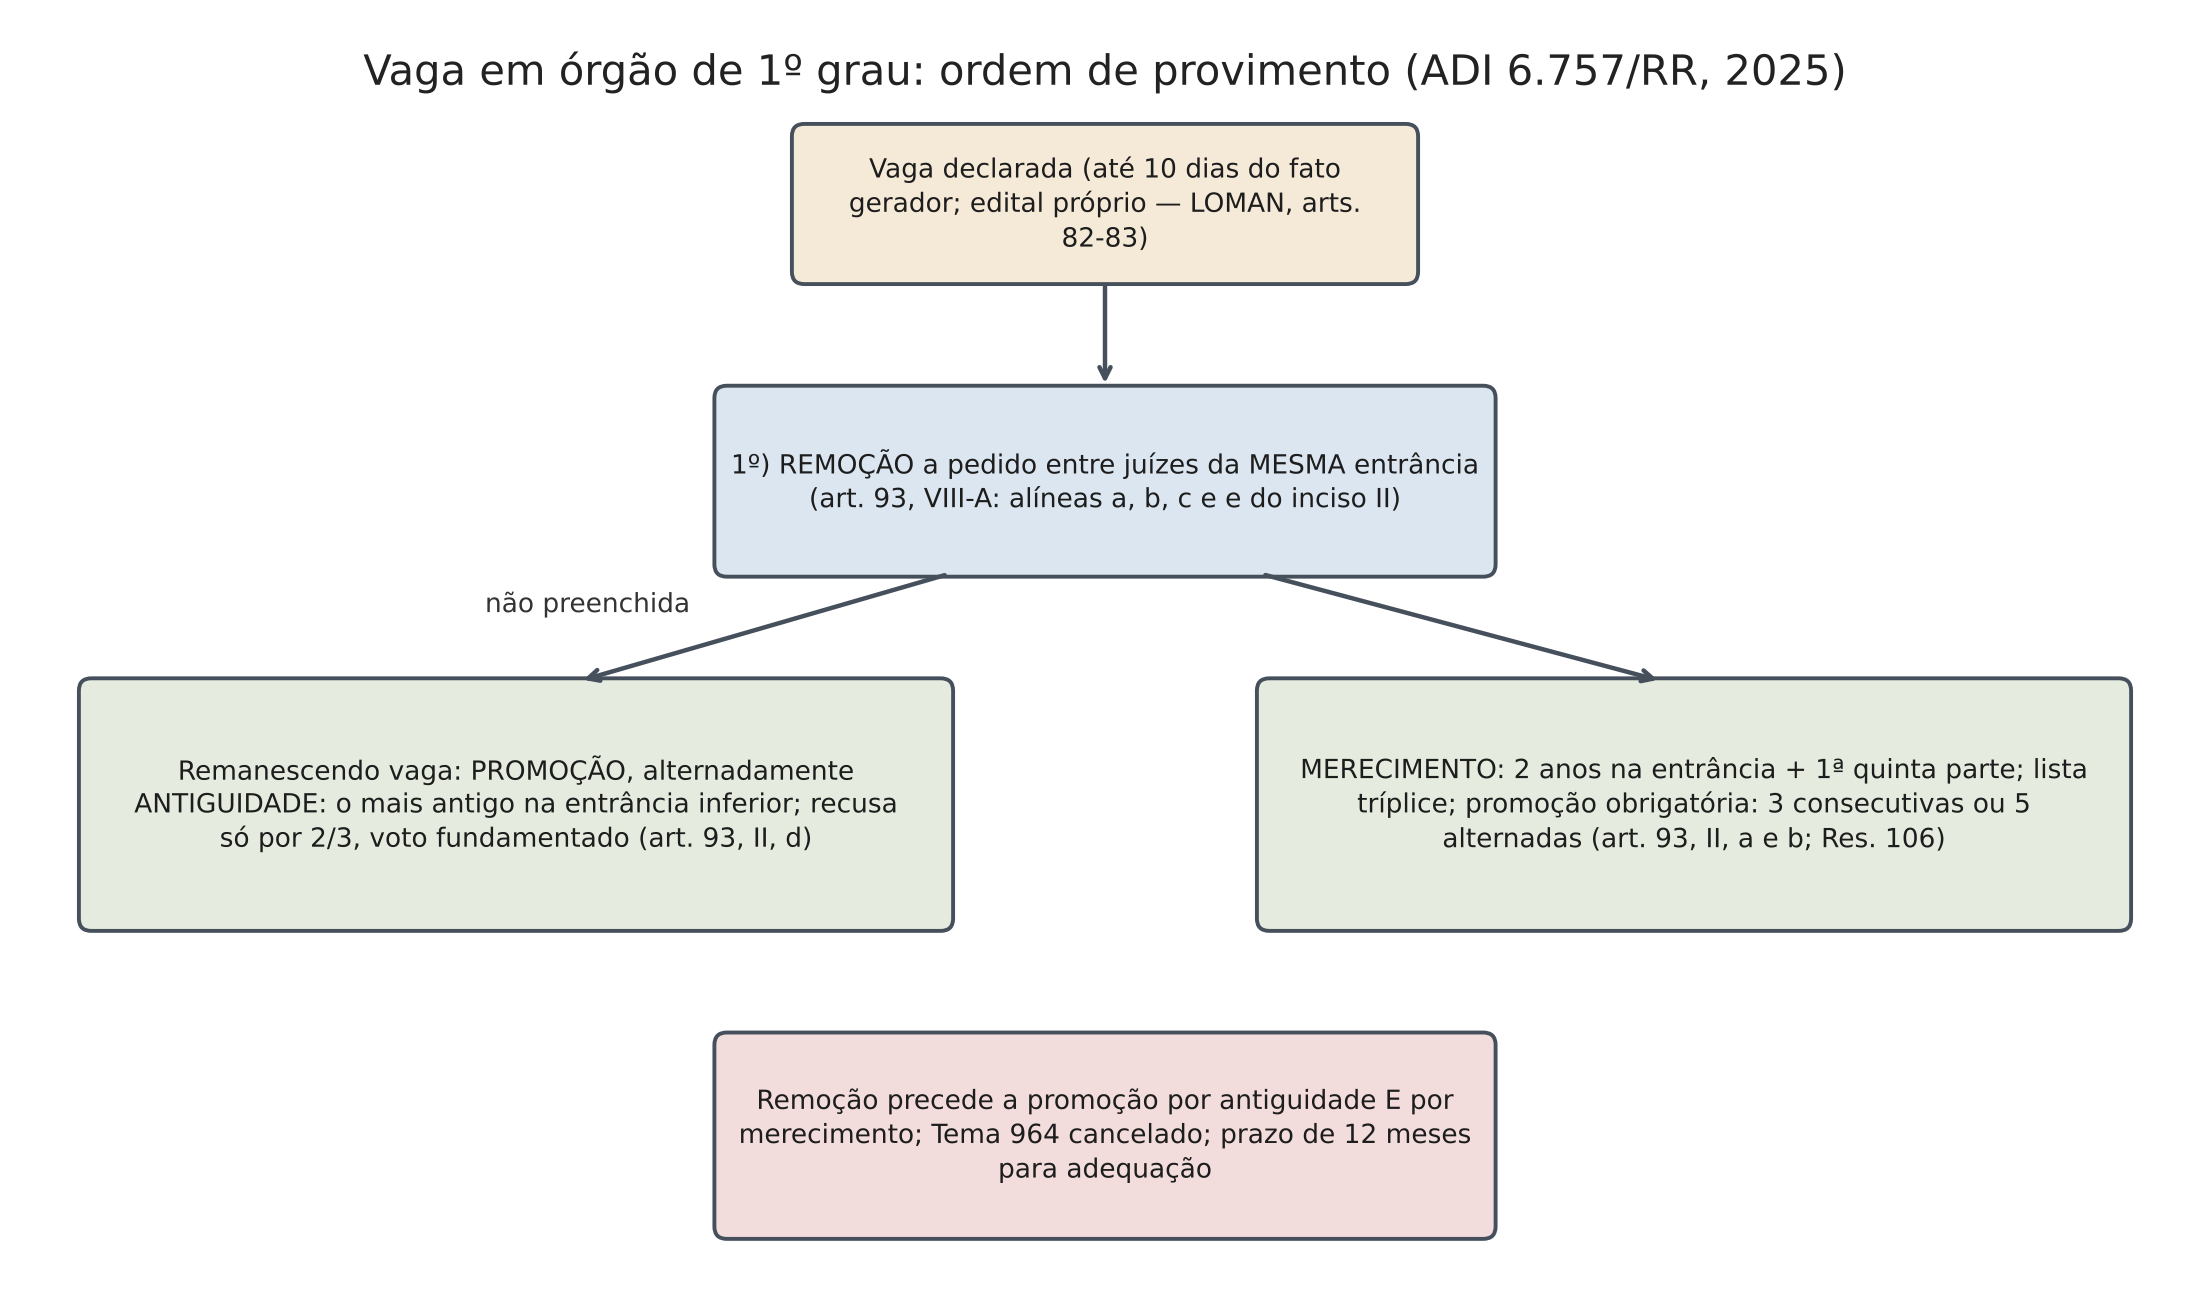 Vaga em órgão de 1º grau: ordem de provimento (ADI 6.757/RR, 2025)
Vaga declarada (até 10 dias do fato
gerador; edital próprio — LOMAN, arts.
82-83)
1º) REMOÇÃO a pedido entre juízes da MESMA entrância
(art. 93, VIII-A: alíneas a, b, c e e do inciso II)
não preenchida
Remanescendo vaga: PROMOÇÃO, alternadamente
ANTIGUIDADE: o mais antigo na entrância inferior; recusa
só por 2/3, voto fundamentado (art. 93, II, d)
MERECIMENTO: 2 anos na entrância + 1ª quinta parte; lista
tríplice; promoção obrigatória: 3 consecutivas ou 5
alternadas (art. 93, II, a e b; Res. 106)
Remoção precede a promoção por antiguidade E por
merecimento; Tema 964 cancelado; prazo de 12 meses
para adequação